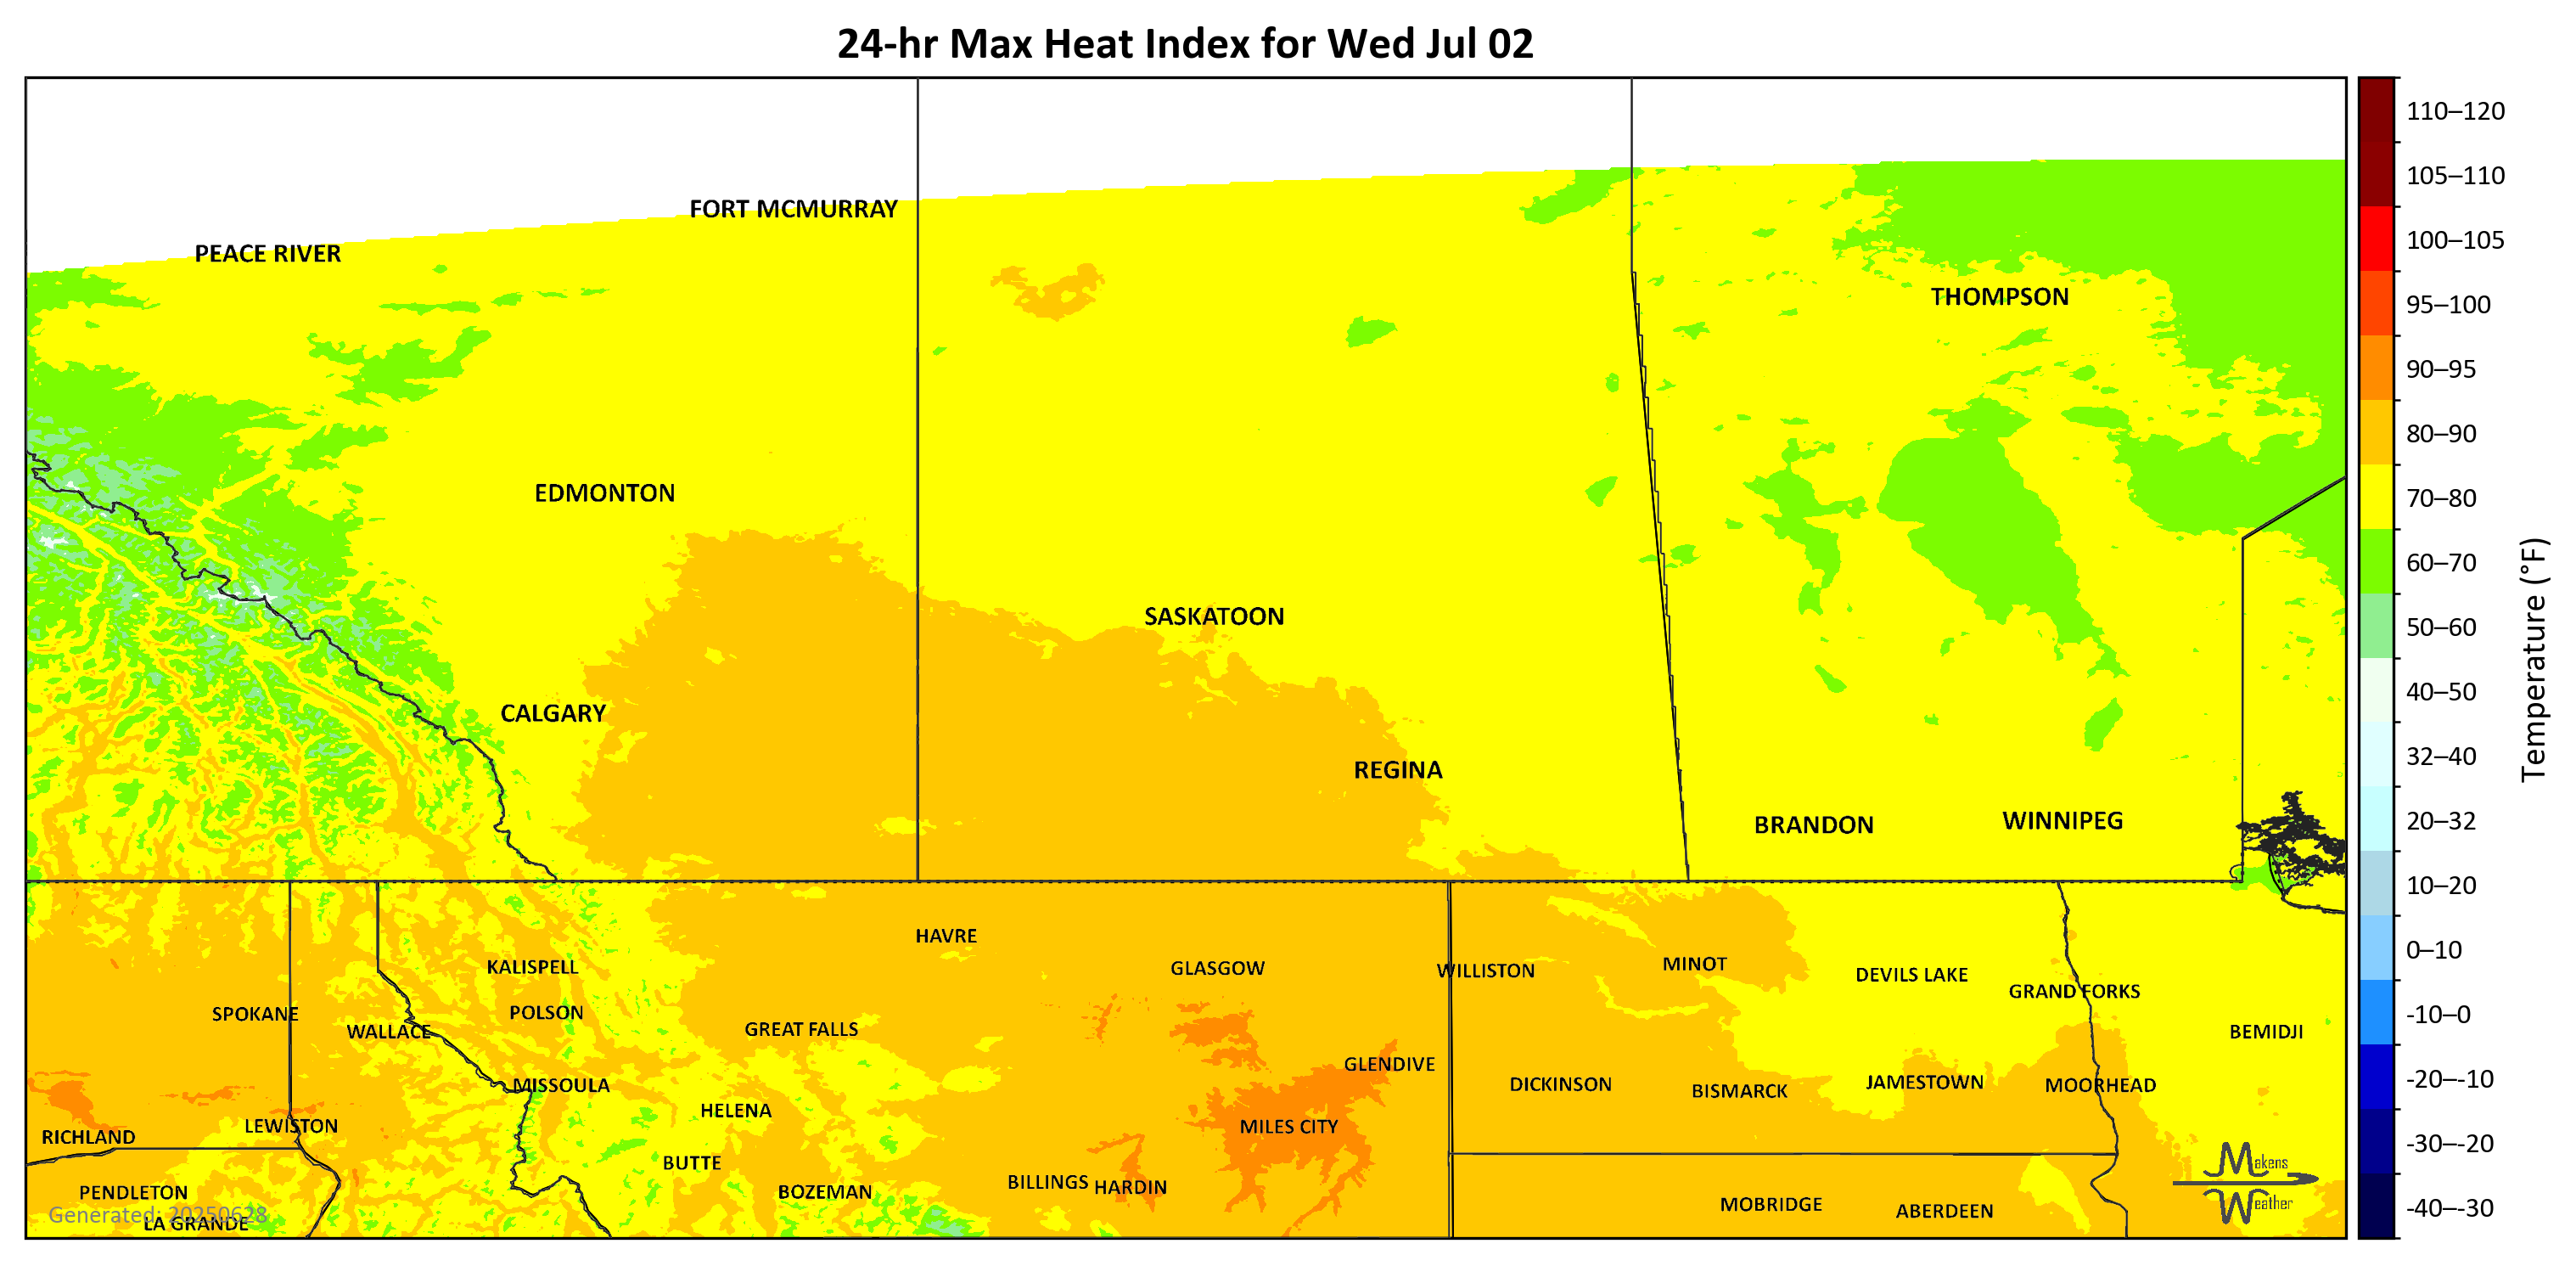 24-hr Max Heat Index for Wed Jul 02
110–120
105–110
100–105
95–100
90–95
80–90
70–80
60–70
50–60
40–50
32–40
20–32
10–20
0–10
-10–0
-20–-10
-30–-20
-40–-30
Temperature (°F)
FORT MCMURRAY
PEACE RIVER
THOMPSON
EDMONTON
SASKATOON
CALGARY
REGINA
BRANDON
WINNIPEG
HAVRE
KALISPELL
GLASGOW
WILLISTON
MINOT
DEVILS LAKE
GRAND FORKS
SPOKANE
POLSON
WALLACE
GREAT FALLS
BEMIDJI
GLENDIVE
MISSOULA
DICKINSON
BISMARCK
JAMESTOWN
MOORHEAD
HELENA
LEWISTON
MILES CITY
RICHLAND
BUTTE
BILLINGS
HARDIN
PENDLETON
BOZEMAN
MOBRIDGE
ABERDEEN
LA GRANDE
Generated: 20250628
Makens
Weather